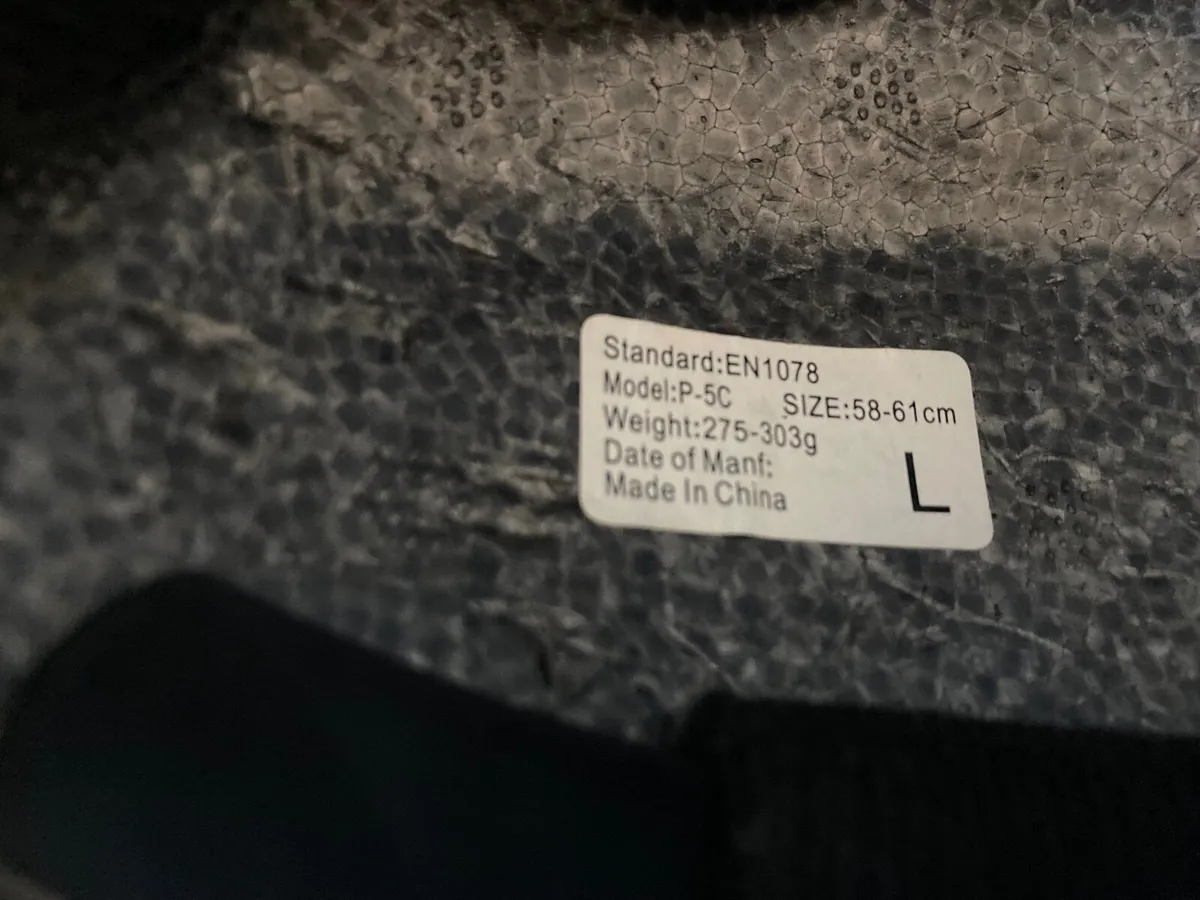 Standard:EN1078
Model:P-5C SIZE:58-61cm
Weight:275-303g
Date of Manf:
Made In China
L